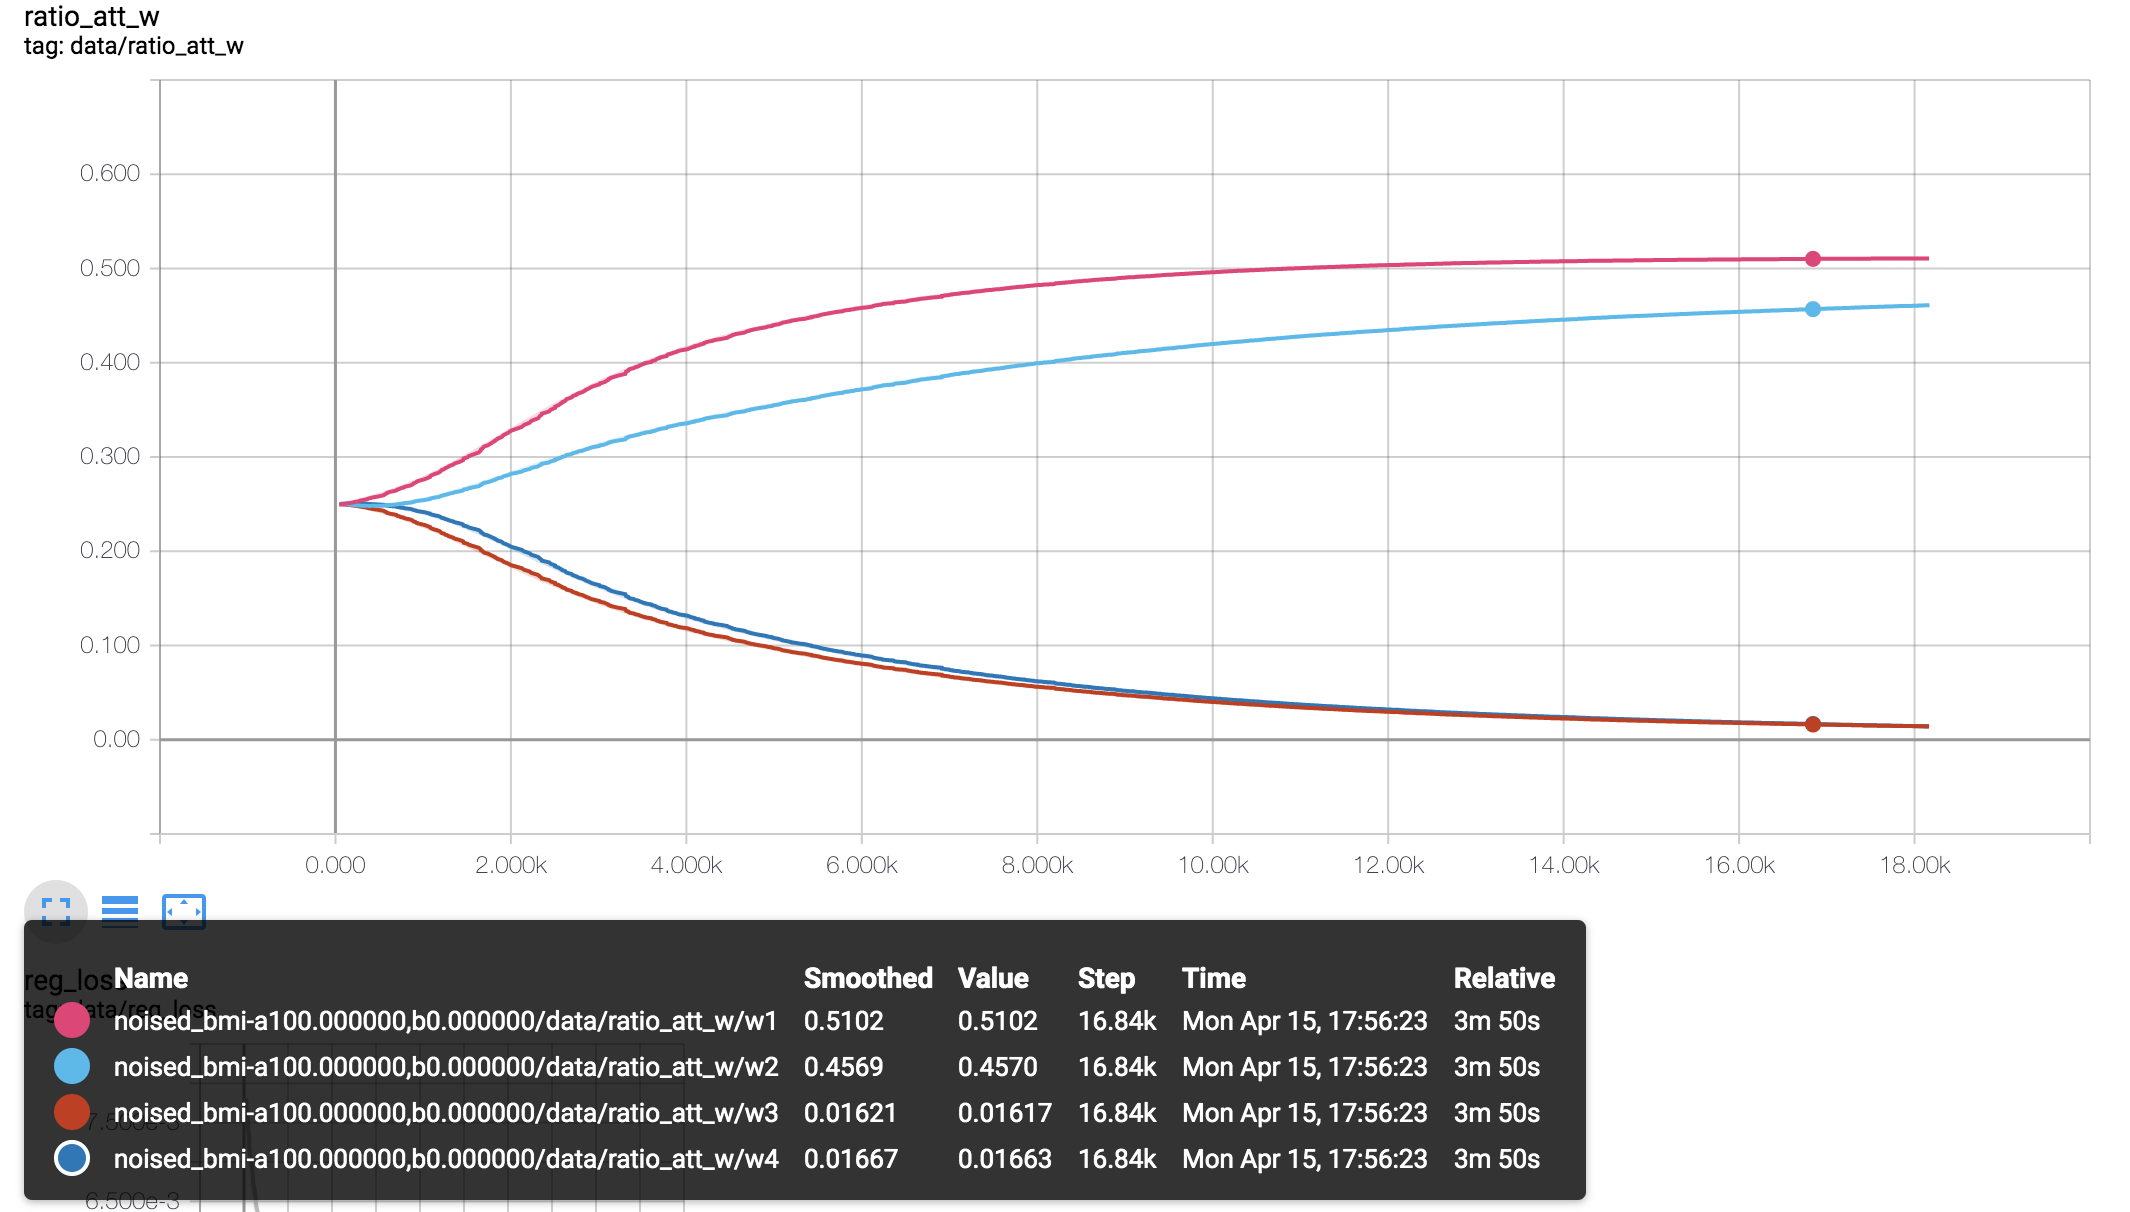 ratio_att_w
tag: data/ratio_att_w
0.600
0.500
0.400
0.300
0.200
0.100
0.00
0.000 2.000k 4.000k 6.000k 8.000k 10.00k 12.00k 14.00k 16.00k 18.00k
reg_loss
tag: data/reg_loss
Name Smoothed Value Step Time Relative
noised_bmi-a100.000000,b0.000000/data/ratio_att_w/w1 0.5102 0.5102 16.84k Mon Apr 15, 17:56:23 3m 50s
noised_bmi-a100.000000,b0.000000/data/ratio_att_w/w2 0.4569 0.4570 16.84k Mon Apr 15, 17:56:23 3m 50s
7.500e-3
noised_bmi-a100.000000,b0.000000/data/ratio_att_w/w3 0.01621 0.01617 16.84k Mon Apr 15, 17:56:23 3m 50s
noised_bmi-a100.000000,b0.000000/data/ratio_att_w/w4 0.01667 0.01663 16.84k Mon Apr 15, 17:56:23 3m 50s
6.500e-3